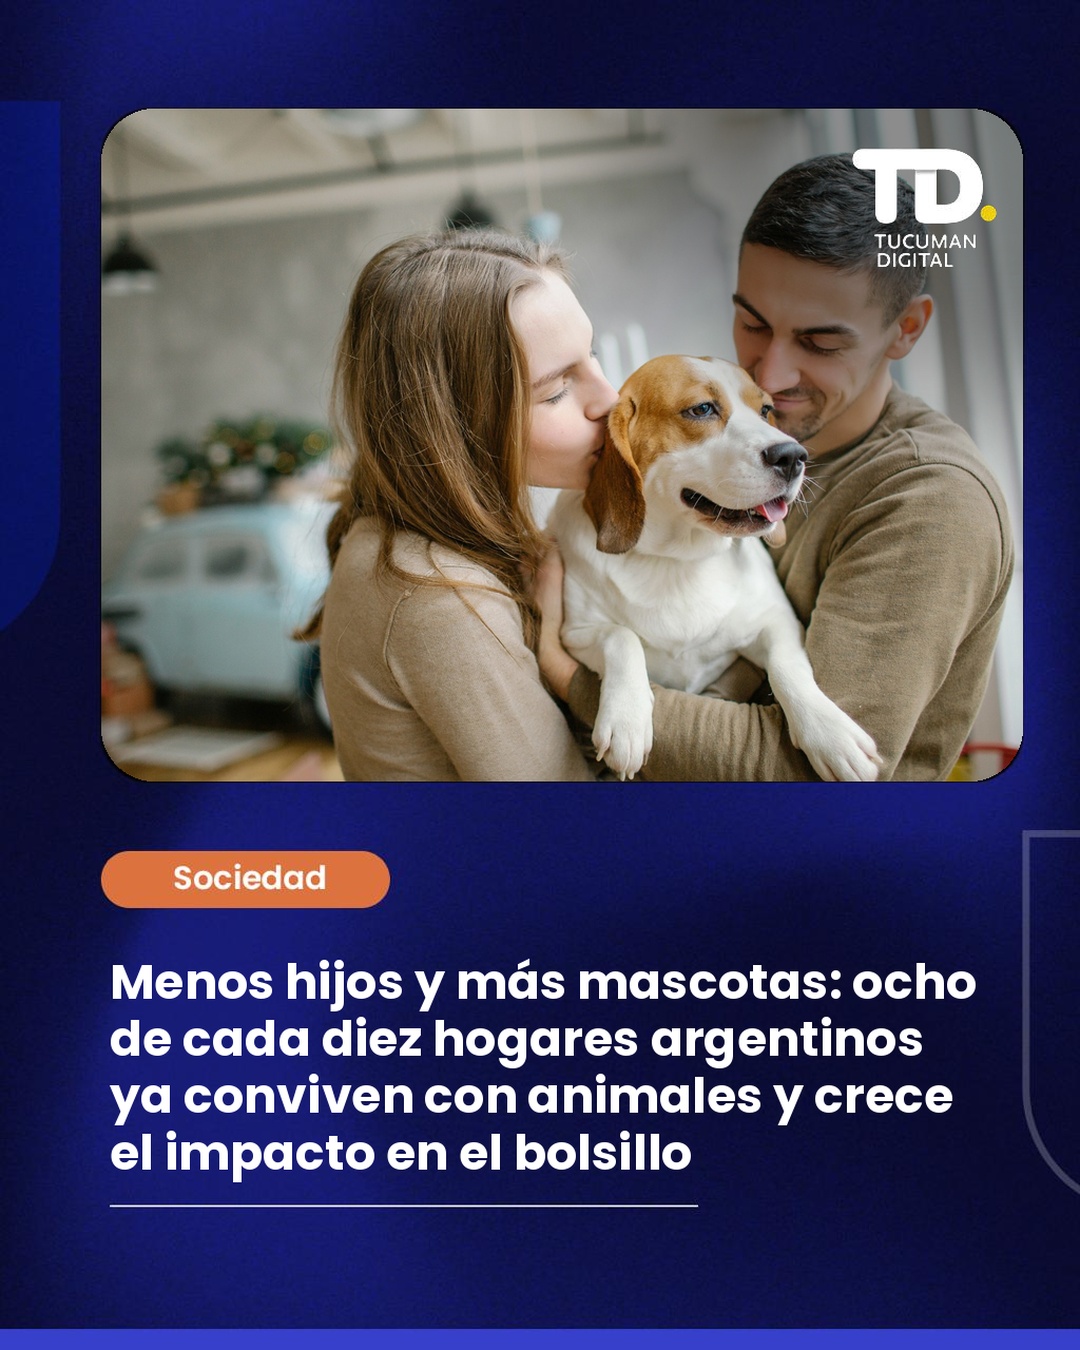 TD.
TUCUMAN
DIGITAL
Sociedad
Menos hijos y más mascotas: ocho
de cada diez hogares argentinos
ya conviven con animales y crece
el impacto en el bolsillo